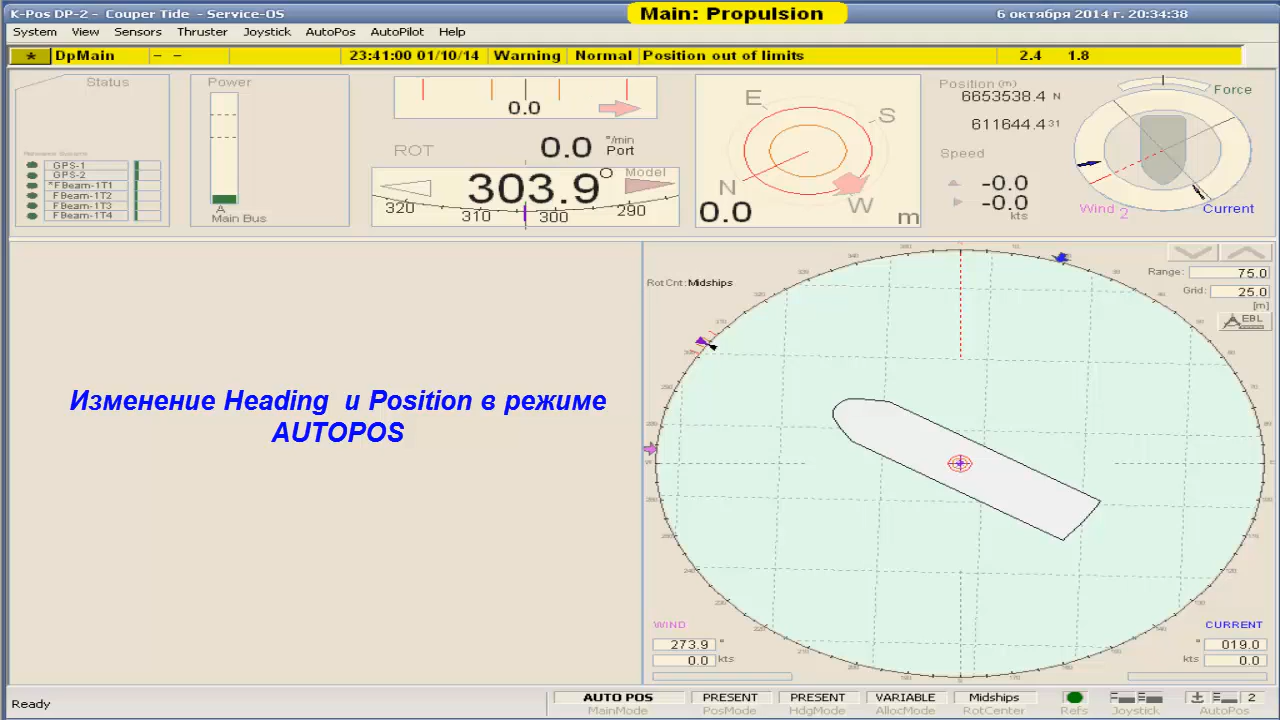 K-Pos DP-2 - Couper Tide - Service-OS
Main: Propulsion
6 октября 2014 г. 20:34:38
System View Sensors Thruster Joystick AutoPos AutoPilot Help
* DpMain - - 23:41:00 01/10/14 Warning Normal Position out of limits 2.4 1.8
Status
GPS-1
GPS-2
*FBeam-1T1
FBeam-1T2
FBeam-1T3
FBeam-1T4
Power
A
Main Bus
0.0
ROT 0.0 °/min
Port
303.9
Model
320 310 300 290
E
S
N
W
0.0 m
Position (m)
6653538.4 N
611644.4 31
Speed
-0.0
-0.0
kts
Force
Wind 2
Current
Rot Cnt: Midships
Range: 75.0
Grid: 25.0
[m]
EBL
Изменение Heading и Position в режиме
AUTOPOS
WIND
273.9 °
0.0 kts
CURRENT
° 019.0
kts 0.0
Ready
AUTO POS PRESENT PRESENT VARIABLE Midships 2
MainMode PosMode HdgMode AllocMode RotCenter Refs Joystick AutoPos